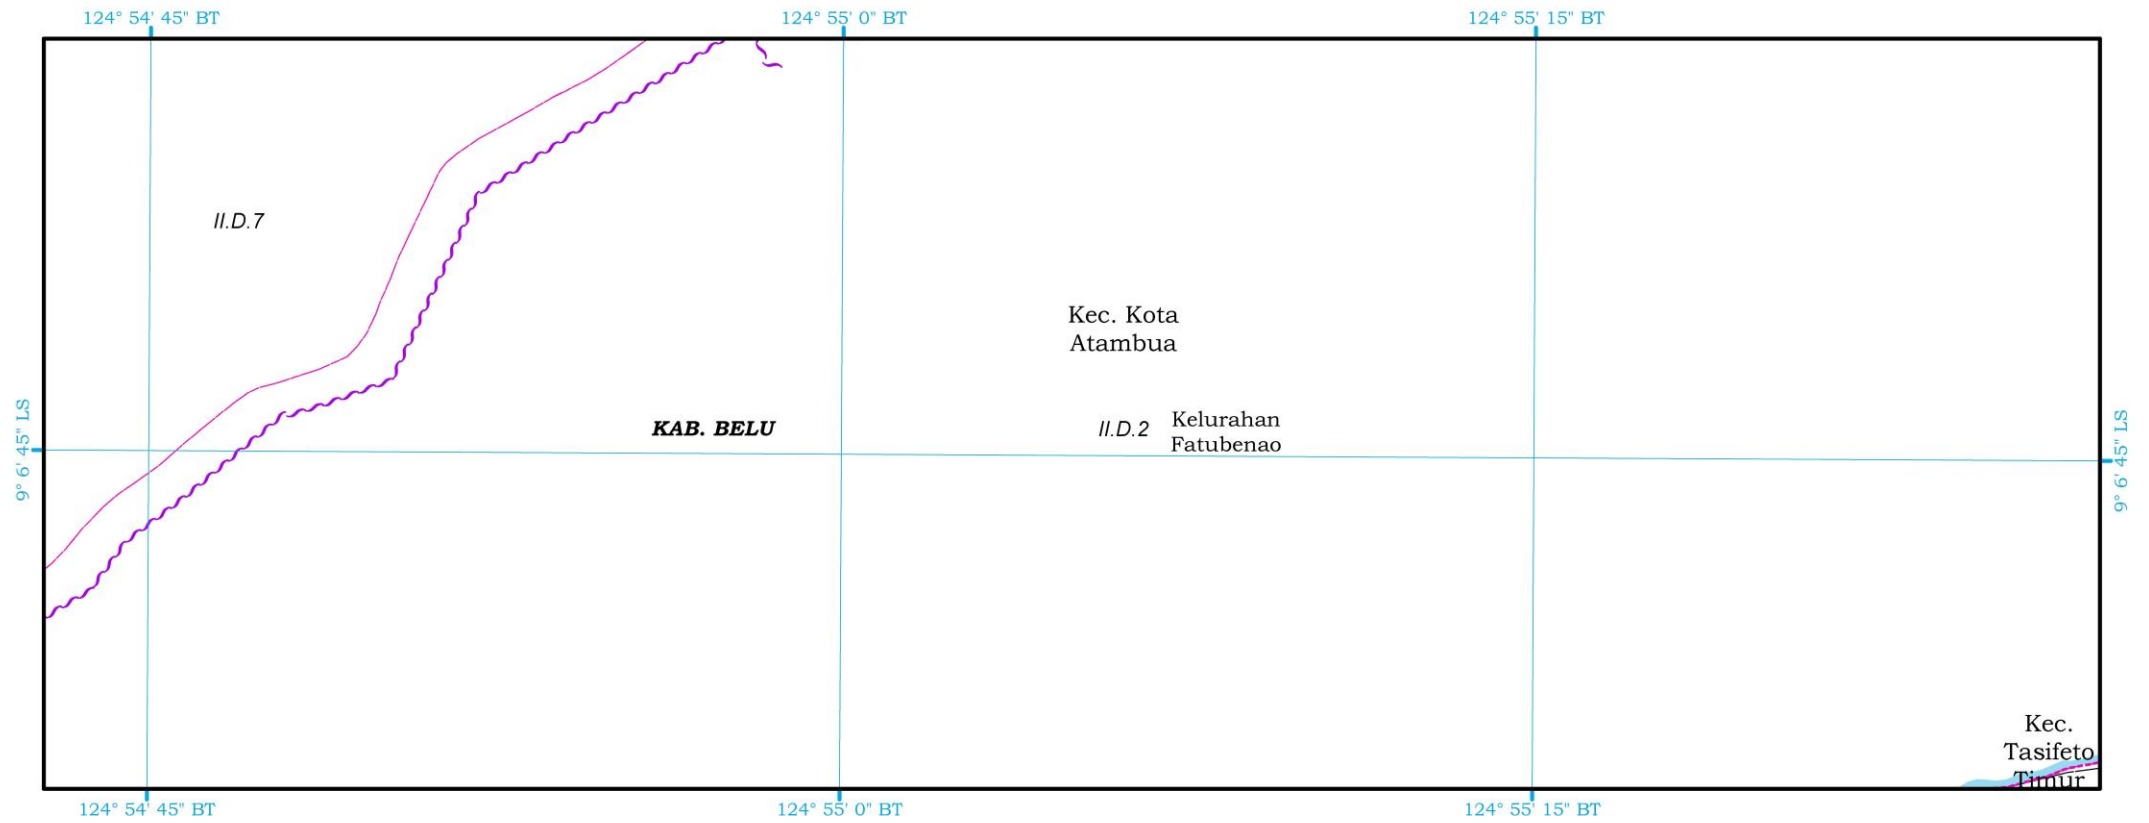 124° 54' 45" BT
124° 55' 0" BT
124° 55' 15" BT
II.D.7
Kec. Kota
Atambua
9° 6' 45" LS
KAB. BELU
II.D.2
Kelurahan
Fatubenao
9° 6' 45" LS
Kec.
Tasifeto
Timur
124° 54' 45" BT
124° 55' 0" BT
124° 55' 15" BT